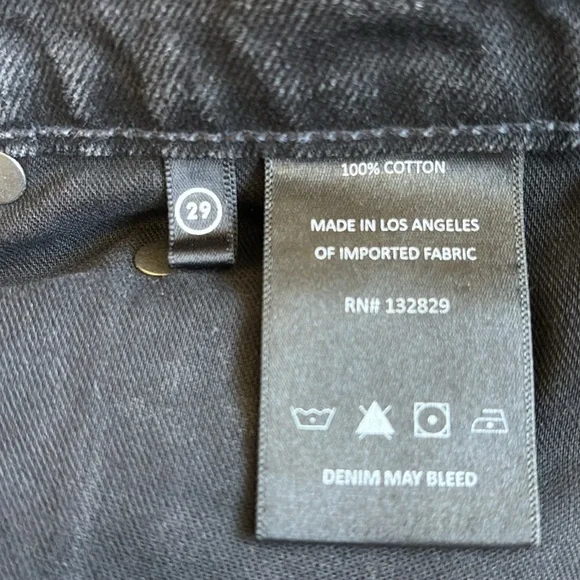 29
100% COTTON
MADE IN LOS ANGELES
OF IMPORTED FABRIC
RN# 132829
DENIM MAY BLEED